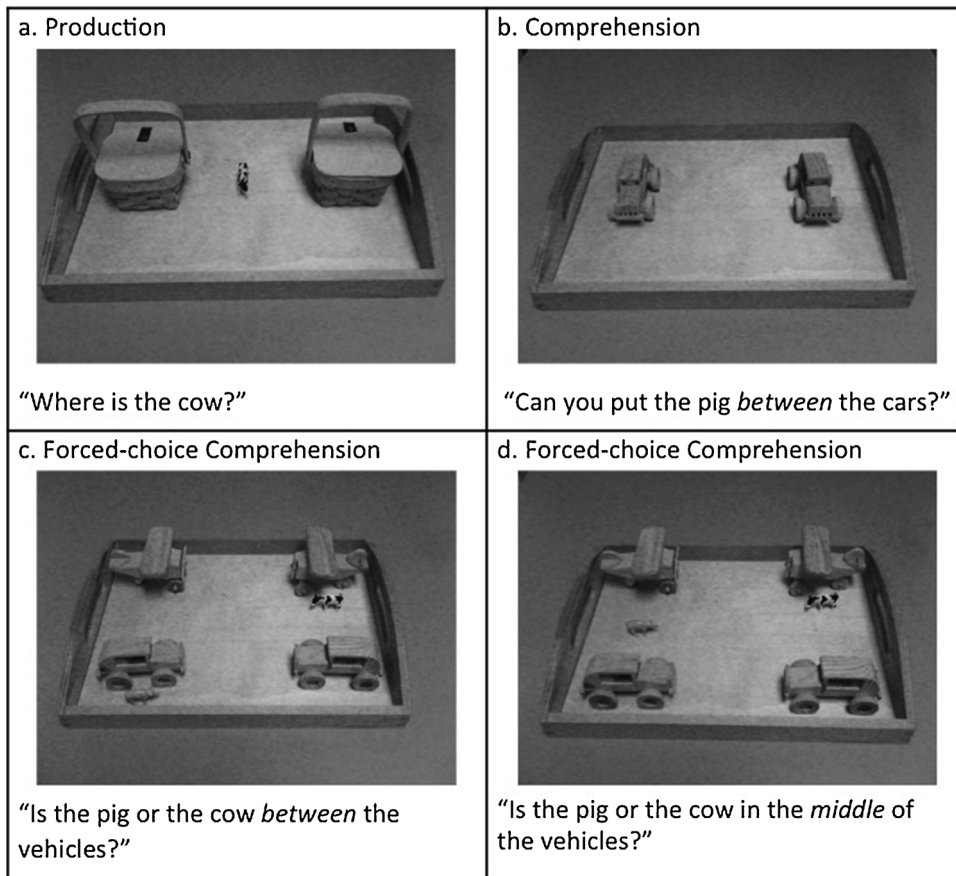 a. Production
b. Comprehension
“Where is the cow?”
“Can you put the pig between the cars?”
c. Forced-choice Comprehension
d. Forced-choice Comprehension
“Is the pig or the cow between the
vehicles?”
“Is the pig or the cow in the middle of
the vehicles?”